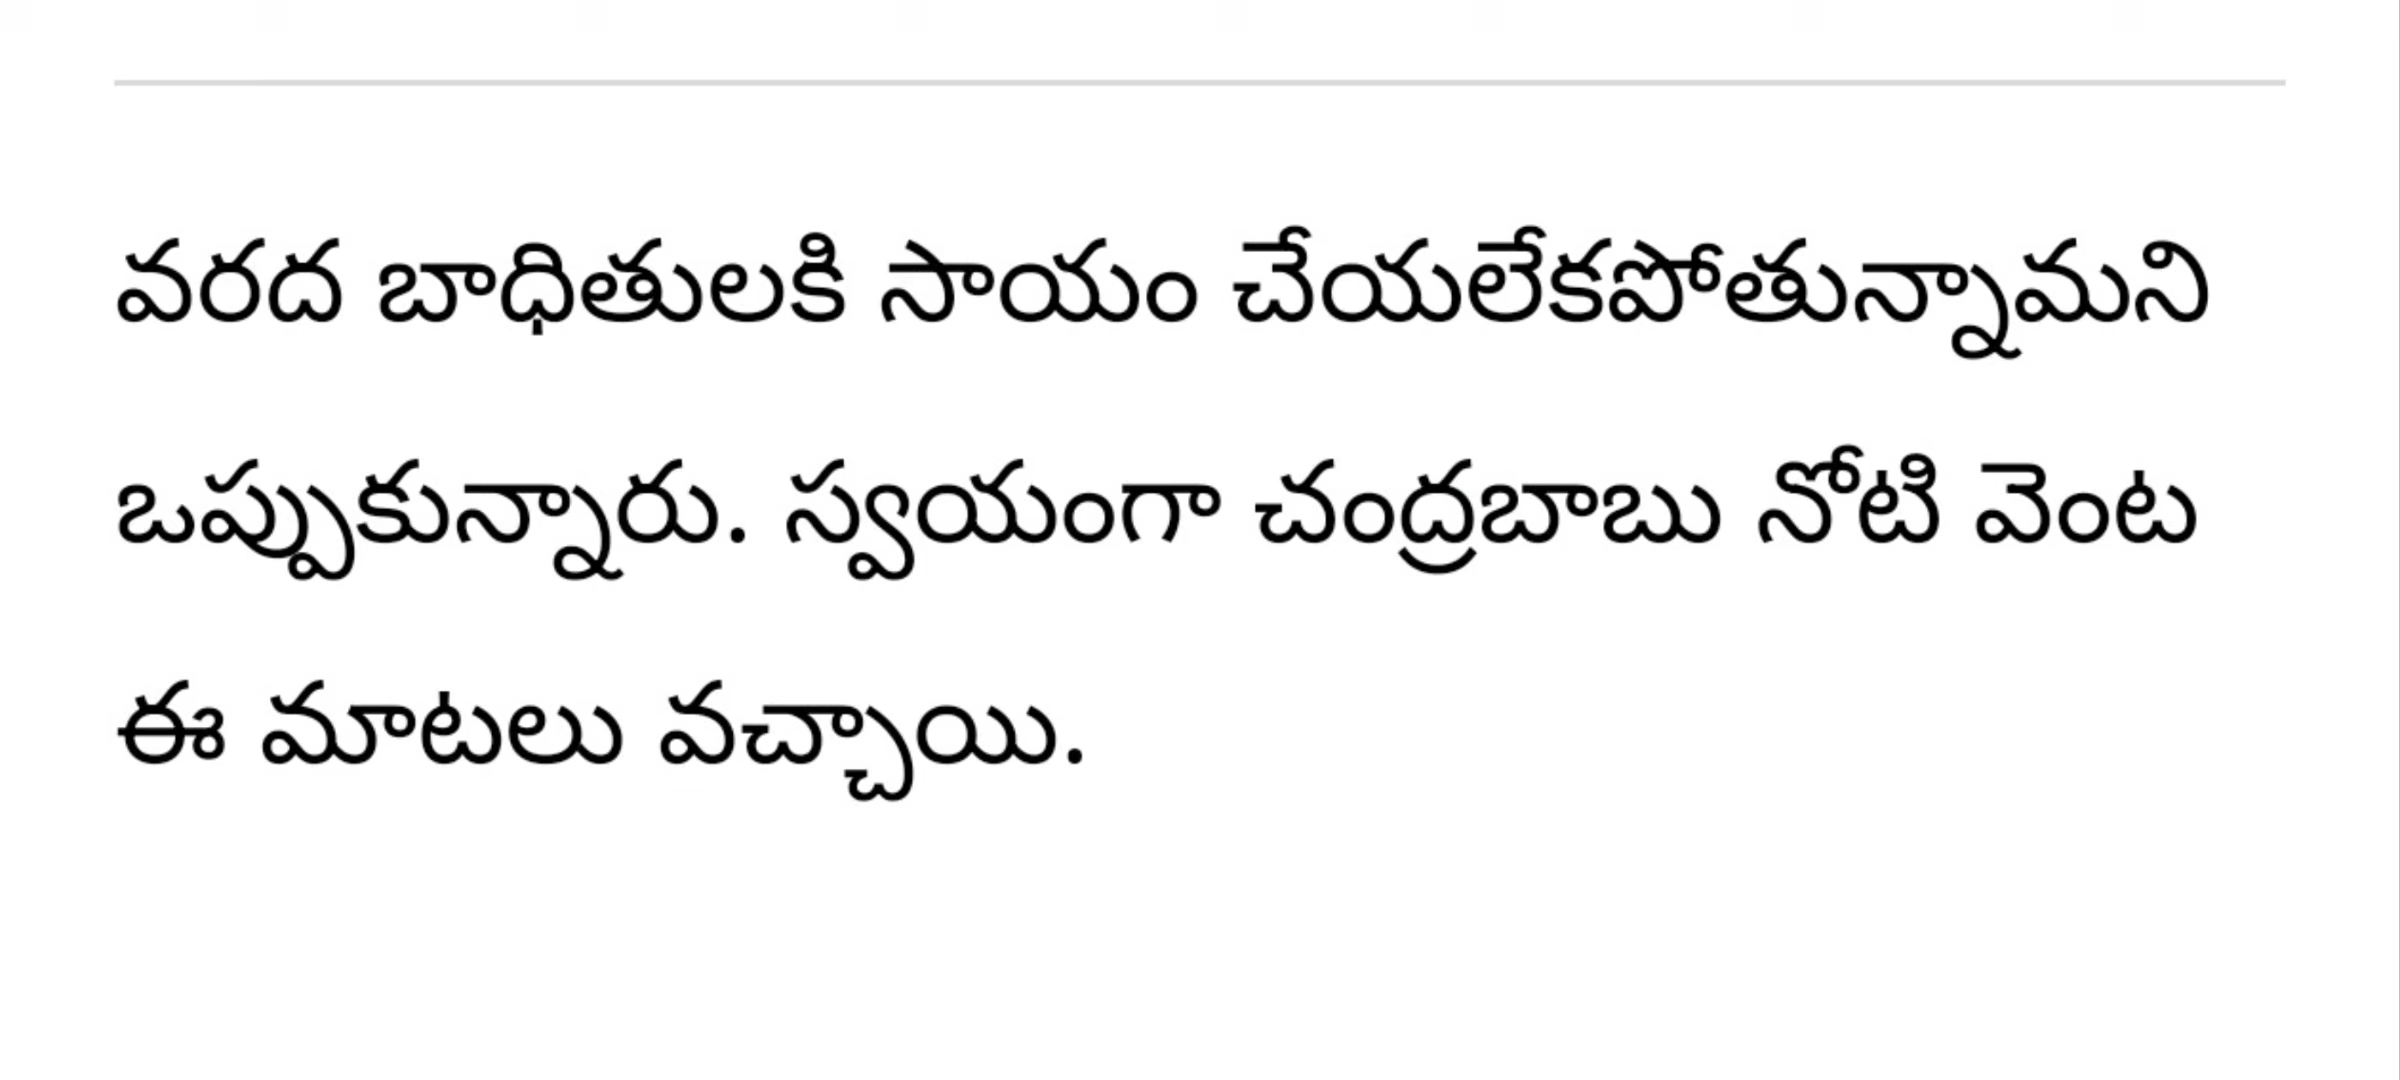 వరద బాధితులకి సాయం చేయలేకపోతున్నామని
ఒప్పుకున్నారు. స్వయంగా చంద్రబాబు నోటి వెంట
ఈ మాటలు వచ్చాయి.